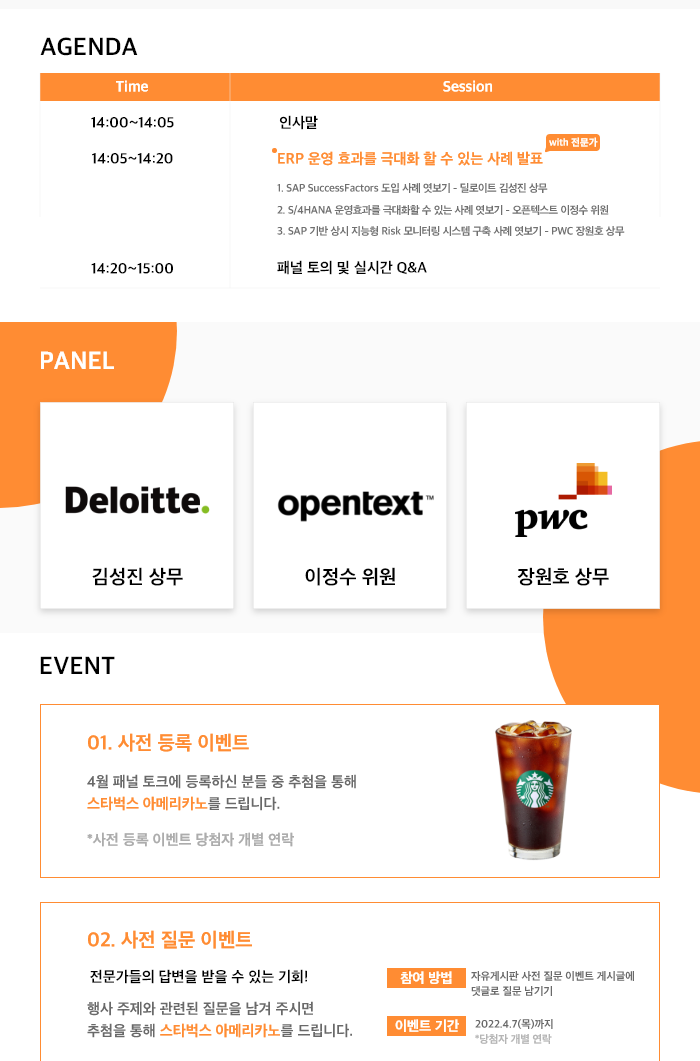 AGENDA
Time Session
14:00~14:05 인사말
with 전문가
14:05~14:20 ERP 운영 효과를 극대화 할 수 있는 사례 발표
1. SAP SuccessFactors 도입 사례 엿보기 - 딜로이트 김성진 상무
2. S/4HANA 운영효과를 극대화할 수 있는 사례 엿보기 - 오픈텍스트 이정수 위원
3. SAP 기반 상시 지능형 Risk 모니터링 시스템 구축 사례 엿보기 - PWC 장원호 상무
14:20~15:00 패널 토의 및 실시간 Q&A
PANEL
Deloitte.
김성진 상무
opentext™
이정수 위원
pwc
장원호 상무
EVENT
01. 사전 등록 이벤트
4월 패널 토크에 등록하신 분들 중 추첨을 통해
스타벅스 아메리카노를 드립니다.
*사전 등록 이벤트 당첨자 개별 연락
02. 사전 질문 이벤트
전문가들의 답변을 받을 수 있는 기회!
행사 주제와 관련된 질문을 남겨 주시면
추첨을 통해 스타벅스 아메리카노를 드립니다.
참여 방법 자유게시판 사전 질문 이벤트 게시글에
댓글로 질문 남기기
이벤트 기간 2022.4.7(목)까지
*당첨자 개별 연락